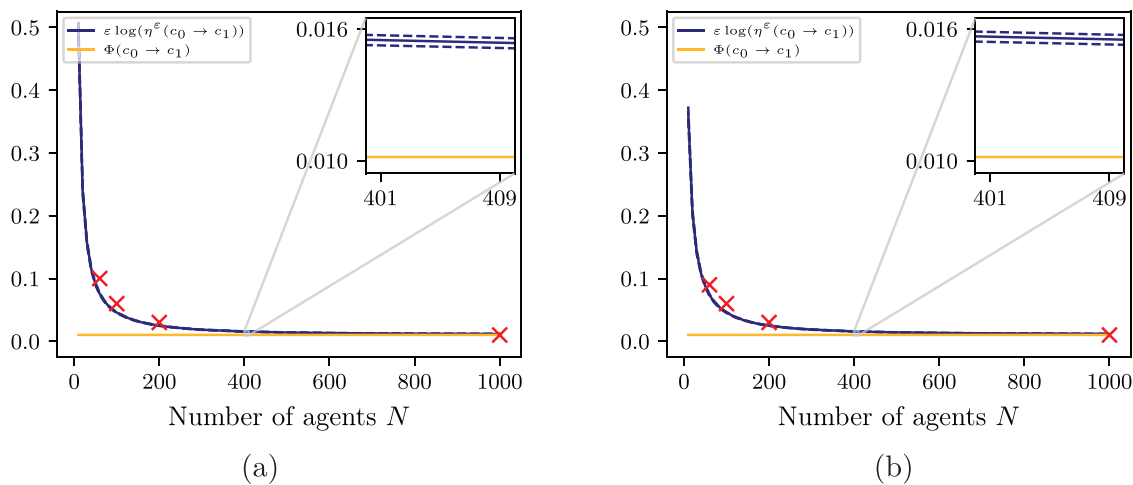 ε log(η^ε(c₀ → c₁))
Φ(c₀ → c₁)
0.5
0.4
0.3
0.2
0.1
0.0
0.016
0.010
401 409
0 200 400 600 800 1000
Number of agents N
(a)
ε log(η^ε(c₀ → c₁))
Φ(c₀ → c₁)
0.5
0.4
0.3
0.2
0.1
0.0
0.016
0.010
401 409
0 200 400 600 800 1000
Number of agents N
(b)